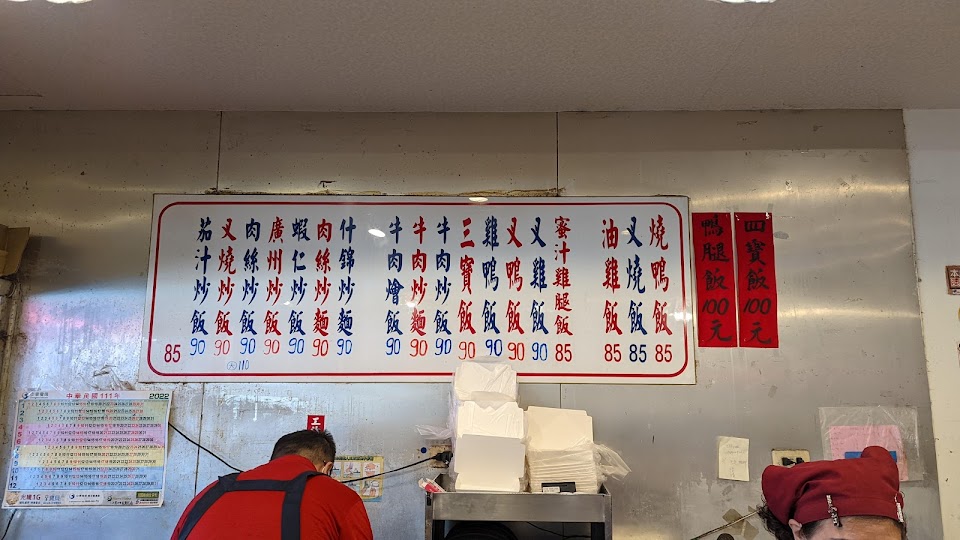 四寶飯100元
鴨腿飯100元
燒鴨飯 85
叉燒飯 85
油雞飯 85
蜜汁雞腿飯 85
叉雞飯 90
叉鴨飯 90
雞鴨飯 90
三寶飯 90
牛肉炒飯 90
牛肉炒麵 90
牛肉燴飯 90
什錦炒麵 90
肉絲炒麵 90
蝦仁炒飯 90
廣州炒飯 90
肉絲炒飯 90
叉燒炒飯 90
茄汁炒飯 90
85
110
中華民國111年
2022